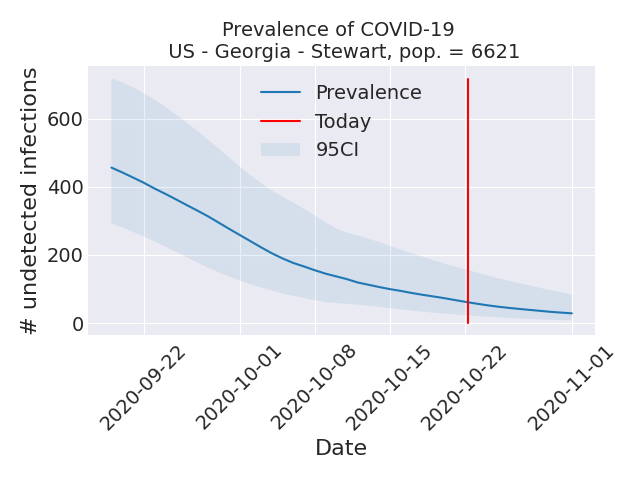 Prevalence of COVID-19
US - Georgia - Stewart, pop. = 6621
# undetected infections
600
400
200
0
Prevalence
Today
95CI
2020-09-22
2020-10-01
2020-10-08
2020-10-15
2020-10-22
2020-11-01
Date